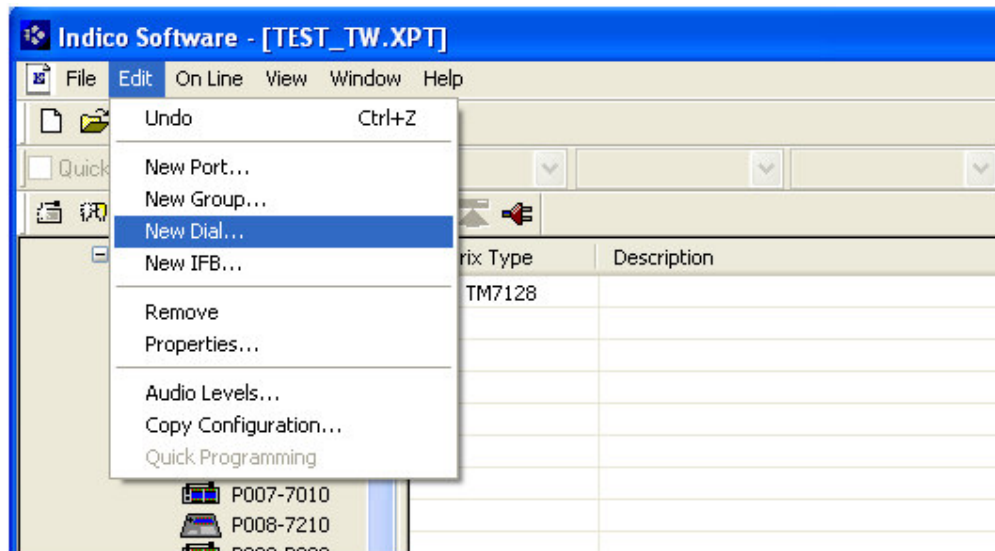 Indico Software - [TEST_TW.XPT]
File Edit On Line View Window Help
Undo Ctrl+Z
Quick
New Port...
New Group...
New Dial...
New IFB...
Remove
Properties...
Audio Levels...
Copy Configuration...
Quick Programming
rix Type Description
TM7128
P007-7010
P008-7210